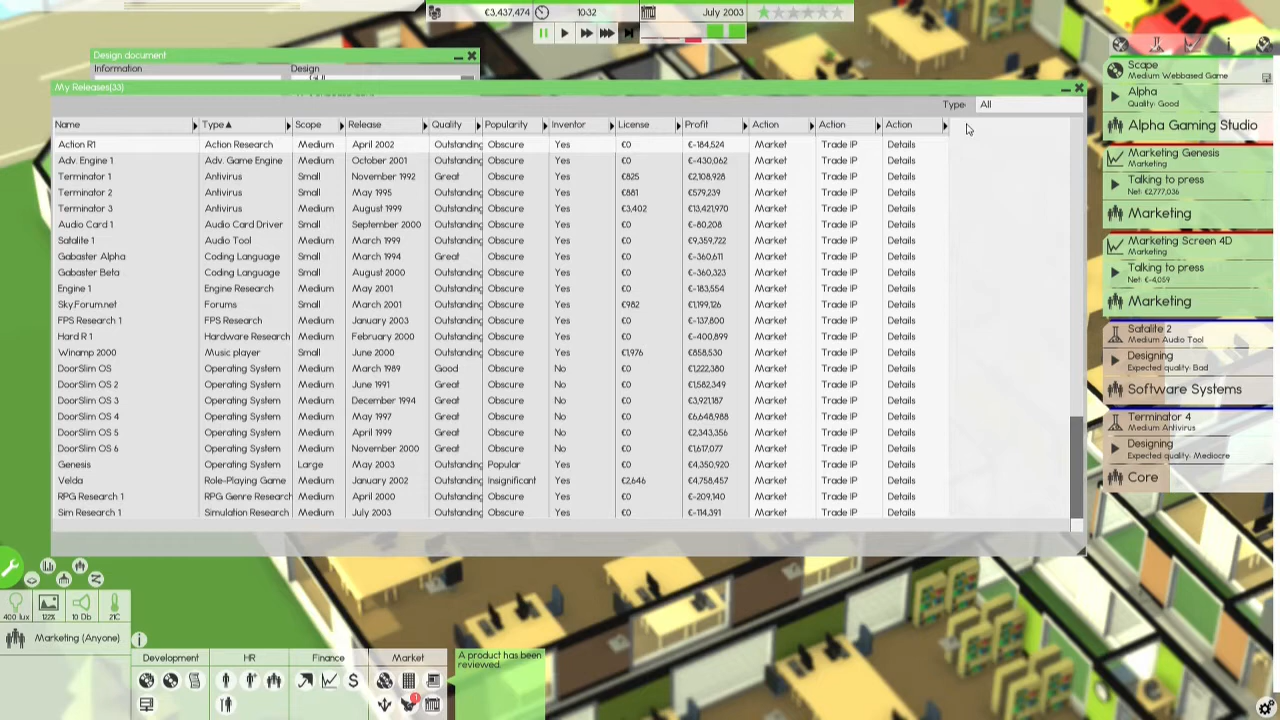 €3,437,474 10:32 July 2003
Design document
Information Design
My Releases(33)
Type: All
Name Type▲ Scope Release Quality Popularity Inventor License Profit Action Action Action
Action R1 Action Research Medium April 2002 Outstanding Obscure Yes €0 €-184,524 Market Trade IP Details
Adv. Engine 1 Adv. Game Engine Medium October 2001 Outstanding Obscure Yes €0 €-430,062 Market Trade IP Details
Terminator 1 Antivirus Small November 1992 Great Obscure Yes €825 €2,108,928 Market Trade IP Details
Terminator 2 Antivirus Small May 1995 Outstanding Obscure Yes €881 €579,239 Market Trade IP Details
Terminator 3 Antivirus Small August 1999 Outstanding Obscure Yes €3,402 €13,421,970 Market Trade IP Details
Audio Card 1 Audio Card Driver Small September 2000 Outstanding Obscure Yes €0 €-80,208 Market Trade IP Details
Satalite 1 Audio Tool Medium March 1999 Outstanding Obscure Yes €0 €9,359,722 Market Trade IP Details
Gabaster Alpha Coding Language Small March 1994 Great Obscure Yes €0 €-360,611 Market Trade IP Details
Gabaster Beta Coding Language Small August 2000 Outstanding Obscure Yes €0 €-360,323 Market Trade IP Details
Engine 1 Engine Research Medium May 2001 Outstanding Obscure Yes €0 €-183,554 Market Trade IP Details
Sky.Forum.net Forums Small March 2001 Outstanding Obscure Yes €982 €1,199,126 Market Trade IP Details
FPS Research 1 FPS Research Medium January 2003 Outstanding Obscure Yes €0 €-137,800 Market Trade IP Details
Hard R 1 Hardware Research Medium February 2000 Outstanding Obscure Yes €0 €-400,899 Market Trade IP Details
Winamp 2000 Music player Small June 2000 Outstanding Obscure Yes €1,976 €858,530 Market Trade IP Details
DoorSlim OS Operating System Medium March 1989 Good Obscure No €0 €1,222,380 Market Trade IP Details
DoorSlim OS 2 Operating System Medium June 1991 Great Obscure No €0 €1,582,349 Market Trade IP Details
DoorSlim OS 3 Operating System Medium December 1994 Great Obscure No €0 €3,921,187 Market Trade IP Details
DoorSlim OS 4 Operating System Medium May 1997 Great Obscure No €0 €6,648,988 Market Trade IP Details
DoorSlim OS 5 Operating System Medium April 1999 Great Obscure No €0 €2,343,356 Market Trade IP Details
DoorSlim OS 6 Operating System Medium November 2000 Great Obscure No €0 €1,617,077 Market Trade IP Details
Genesis Operating System Large May 2003 Outstanding Popular Yes €0 €4,350,920 Market Trade IP Details
Velda Role-Playing Game Medium January 2002 Outstanding Insignificant Yes €2,646 €4,758,457 Market Trade IP Details
RPG Research 1 RPG Genre Research Medium April 2000 Outstanding Obscure Yes €0 €-209,140 Market Trade IP Details
Sim Research 1 Simulation Research Medium July 2003 Outstanding Obscure Yes €0 €-114,391 Market Trade IP Details
Scape
Medium Webbased Game
Alpha
Quality: Good
Alpha Gaming Studio
Marketing Genesis
Marketing
Talking to press
Net: €2,777,036
Marketing
Marketing Screen 4D
Marketing
Talking to press
Net: €-4,059
Marketing
Satalite 2
Medium Audio Tool
Designing
Expected quality: Bad
Software Systems
Terminator 4
Medium Antivirus
Designing
Expected quality: Mediocre
Core
400 lux 122% 10 Db 21C
Marketing (Anyone)
Development HR Finance Market
A product has been
reviewed.